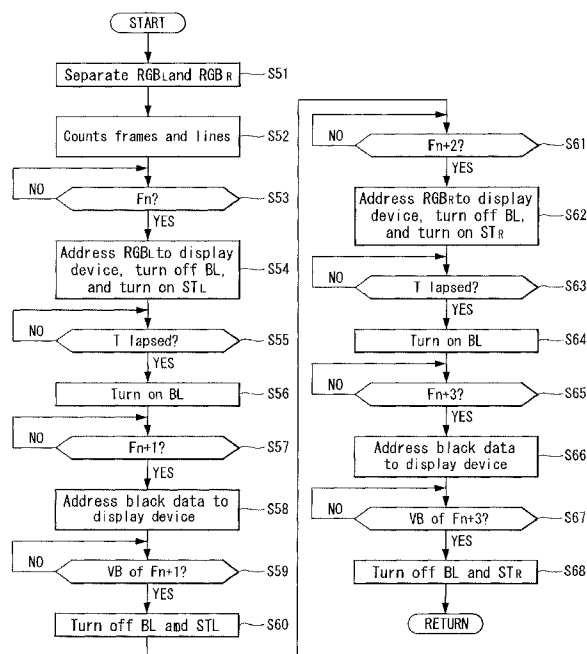 START
Separate RGBL and RGBR
S51
Counts frames and lines
S52
NO
Fn?
S53
YES
Address RGBL to display
device, turn off BL,
and turn on STL
S54
NO
T lapsed?
S55
YES
Turn on BL
S56
NO
Fn+1?
S57
YES
Address black data to
display device
S58
NO
VB of Fn+1?
S59
YES
Turn off BL and STL
S60
NO
Fn+2?
S61
YES
Address RGBR to display
device, turn off BL,
and turn on STR
S62
NO
T lapsed?
S63
YES
Turn on BL
S64
NO
Fn+3?
S65
YES
Address black data
to display device
S66
NO
VB of Fn+3?
S67
YES
Turn off BL and STR
S68
RETURN